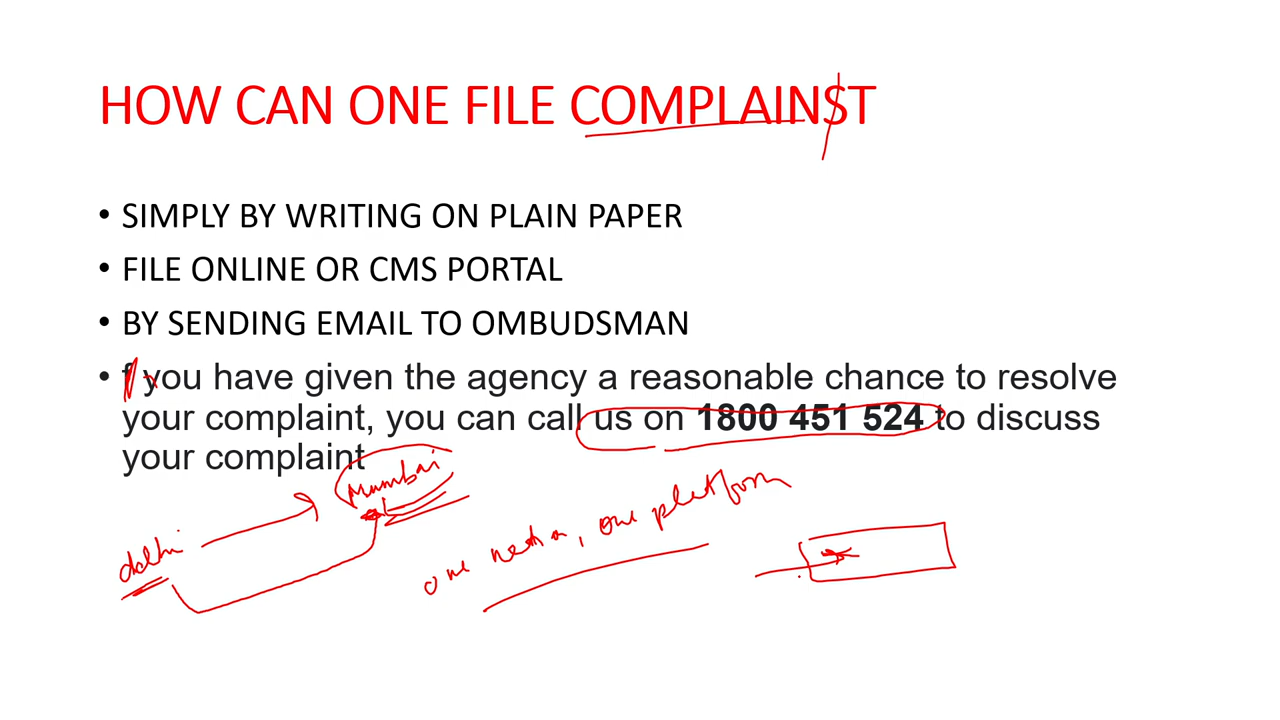 HOW CAN ONE FILE COMPLAINST
• SIMPLY BY WRITING ON PLAIN PAPER
• FILE ONLINE OR CMS PORTAL
• BY SENDING EMAIL TO OMBUDSMAN
• f you have given the agency a reasonable chance to resolve
your complaint, you can call us on 1800 451 524 to discuss
your complaint
Mumbai
Delhi
one nation, one platform